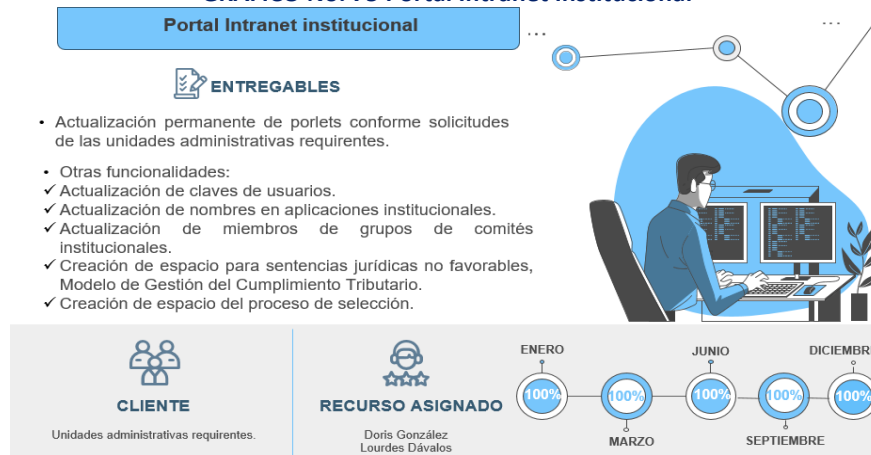 Portal Intranet institucional
ENTREGABLES
• Actualización permanente de porlets conforme solicitudes
de las unidades administrativas requirentes.
• Otras funcionalidades:
✓ Actualización de claves de usuarios.
✓ Actualización de nombres en aplicaciones institucionales.
✓ Actualización de miembros de grupos de comités
institucionales.
✓ Creación de espacio para sentencias jurídicas no favorables,
Modelo de Gestión del Cumplimiento Tributario.
✓ Creación de espacio del proceso de selección.
CLIENTE
Unidades administrativas requirentes.
RECURSO ASIGNADO
Doris González
Lourdes Dávalos
ENERO
100%
100%
MARZO
JUNIO
100%
100%
SEPTIEMBRE
DICIEMBRE
100%